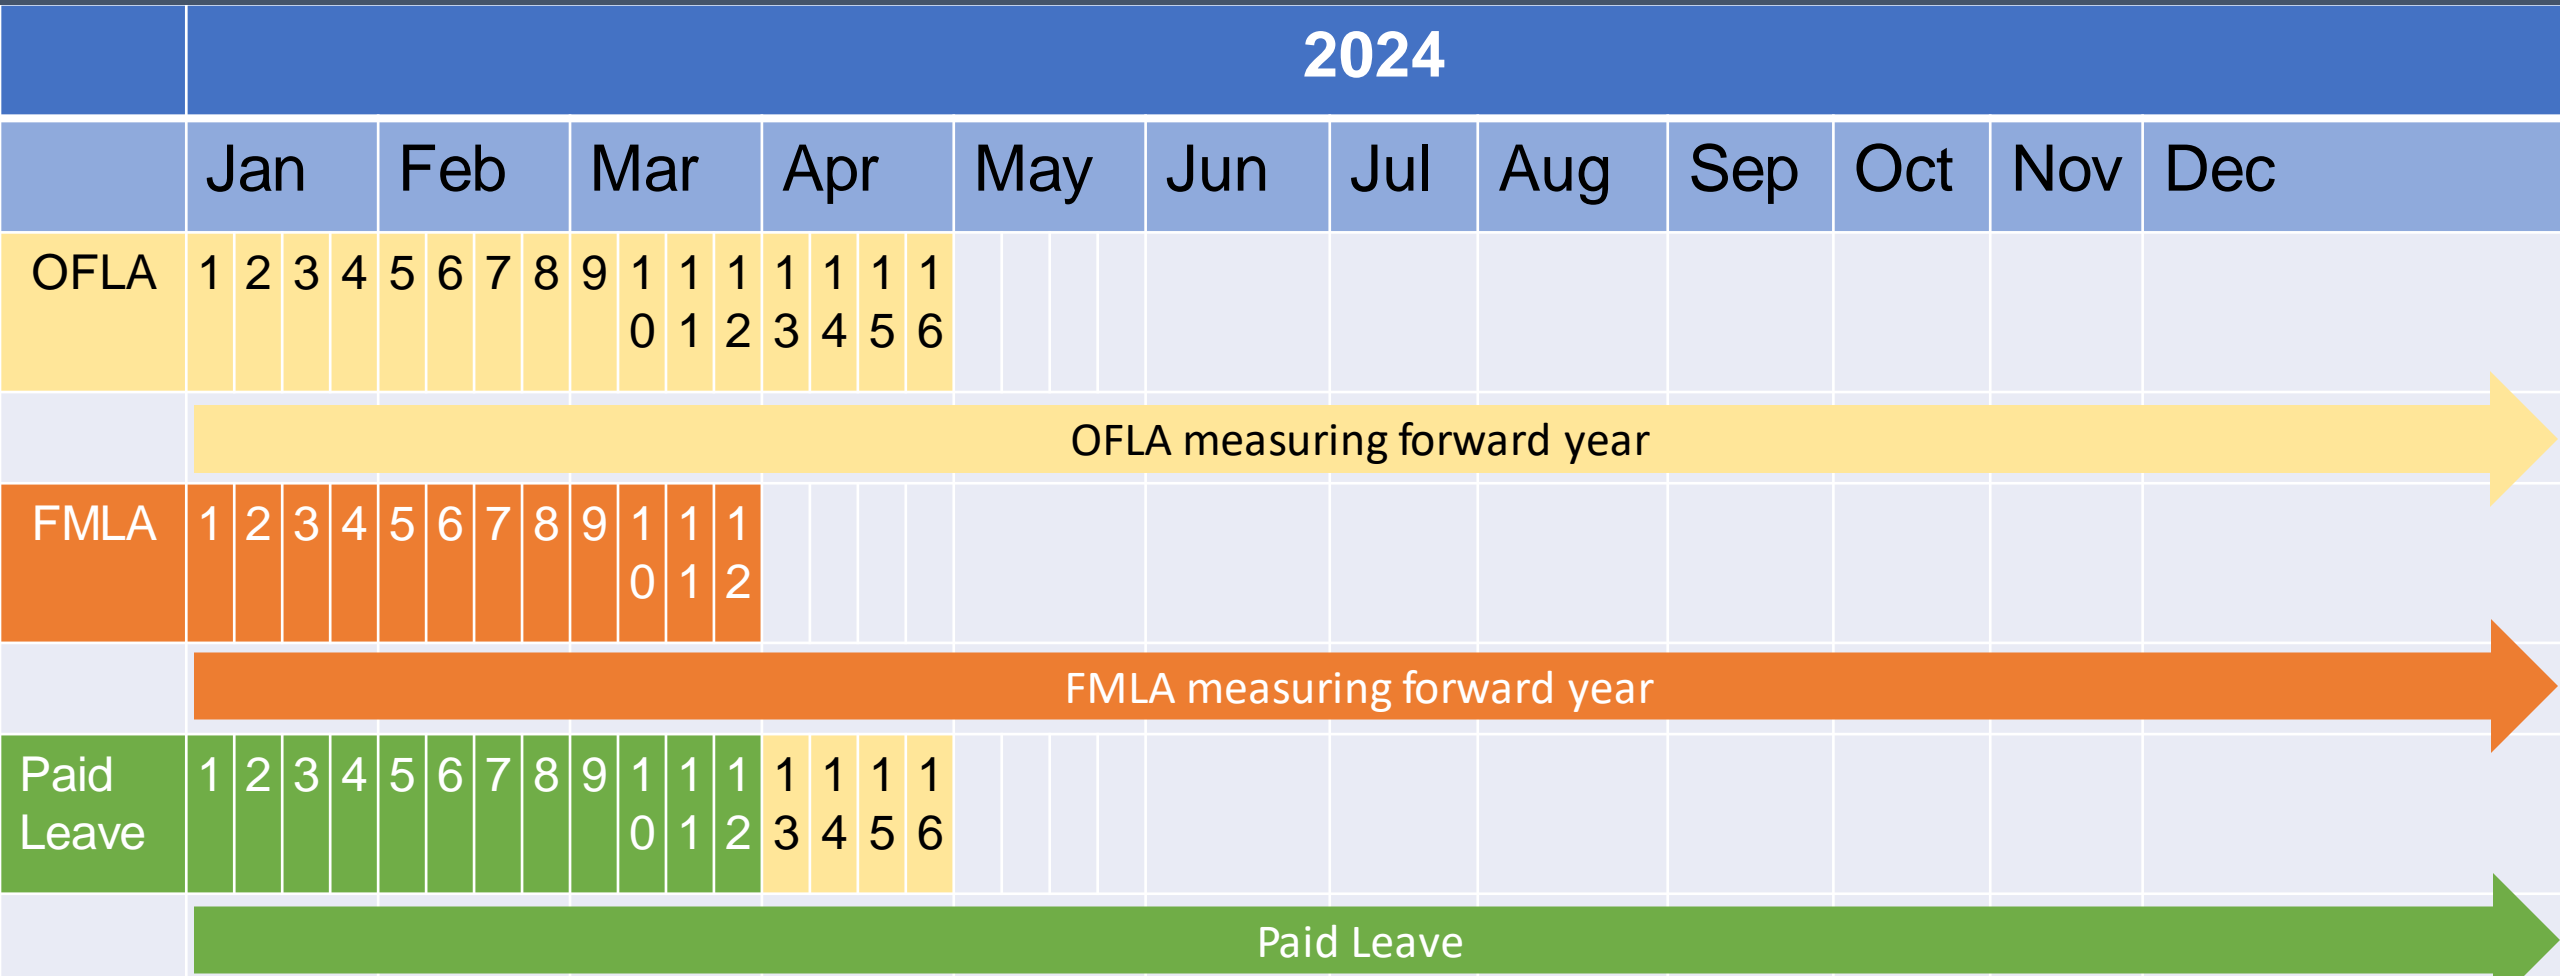 2024
Jan Feb Mar Apr May Jun Jul Aug Sep Oct Nov Dec
OFLA 1 2 3 4 5 6 7 8 9 10 11 12 13 14 15 16
OFLA measuring forward year
FMLA 1 2 3 4 5 6 7 8 9 10 11 12
FMLA measuring forward year
Paid Leave 1 2 3 4 5 6 7 8 9 10 11 12 13 14 15 16
Paid Leave